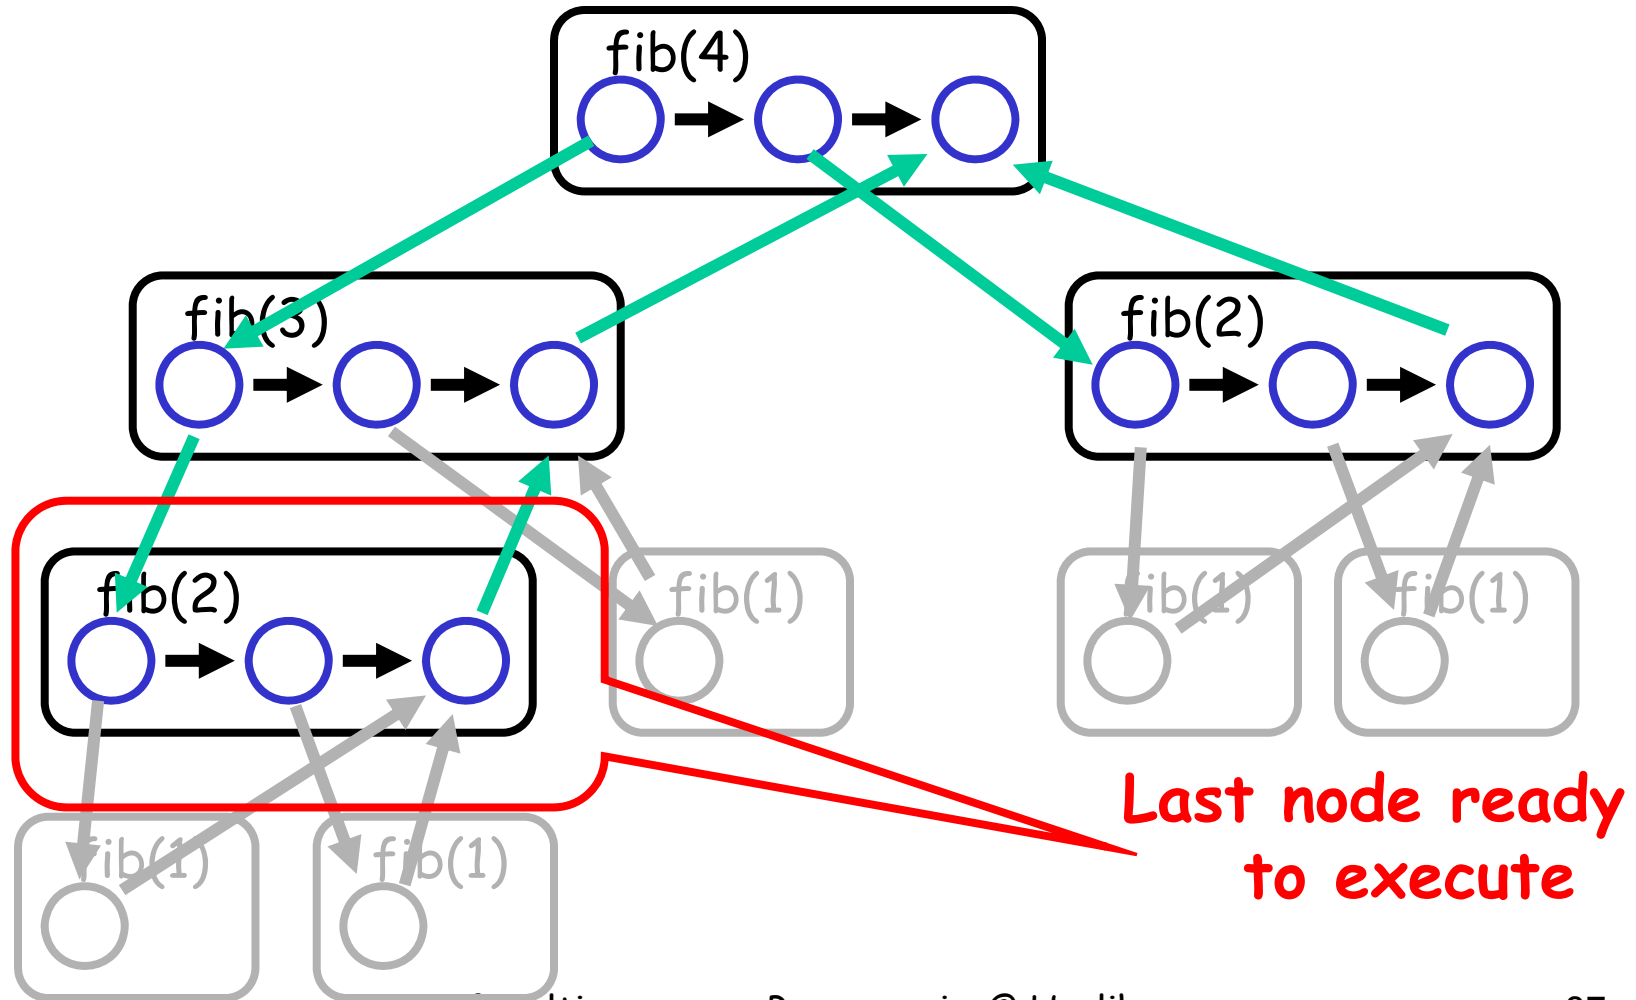 fib(4)
fib(3)
fib(2)
fib(2)
fib(1)
fib(1)
fib(1)
Last node ready
to execute
fib(1)
fib(1)